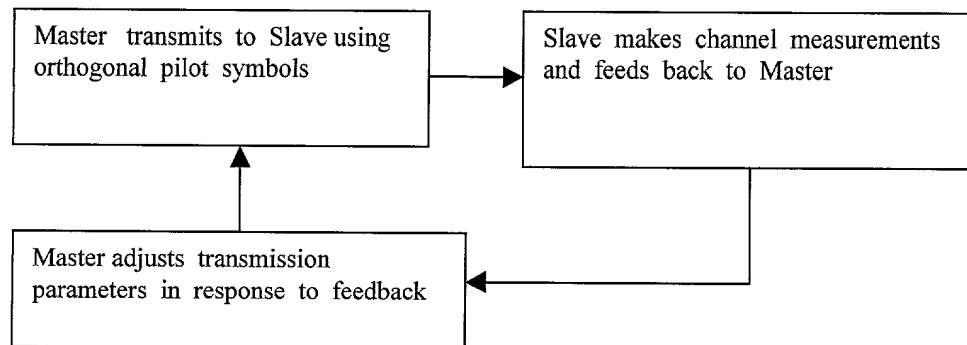 Master transmits to Slave using
orthogonal pilot symbols
Slave makes channel measurements
and feeds back to Master
Master adjusts transmission
parameters in response to feedback